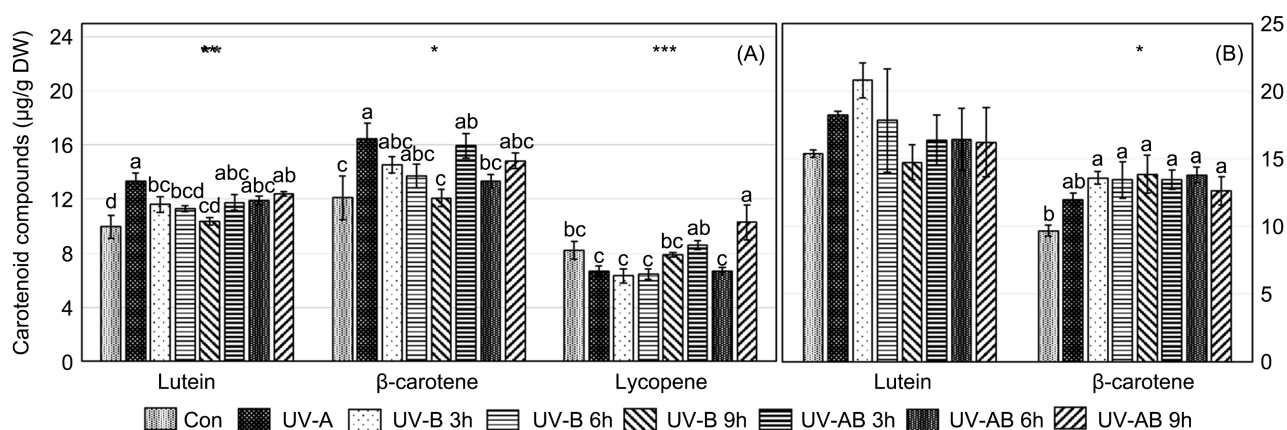 Carotenoid compounds (μg/g DW)
24
20
16
12
8
4
0
*** * *** (A)
d a bc bcd cd abc abc ab
c a abc abc c ab bc abc
bc c c c bc ab c a
Lutein β-carotene Lycopene
* (B)
b ab a a a a a a
Lutein β-carotene
25
20
15
10
5
0
Con UV-A UV-B 3h UV-B 6h UV-B 9h UV-AB 3h UV-AB 6h UV-AB 9h